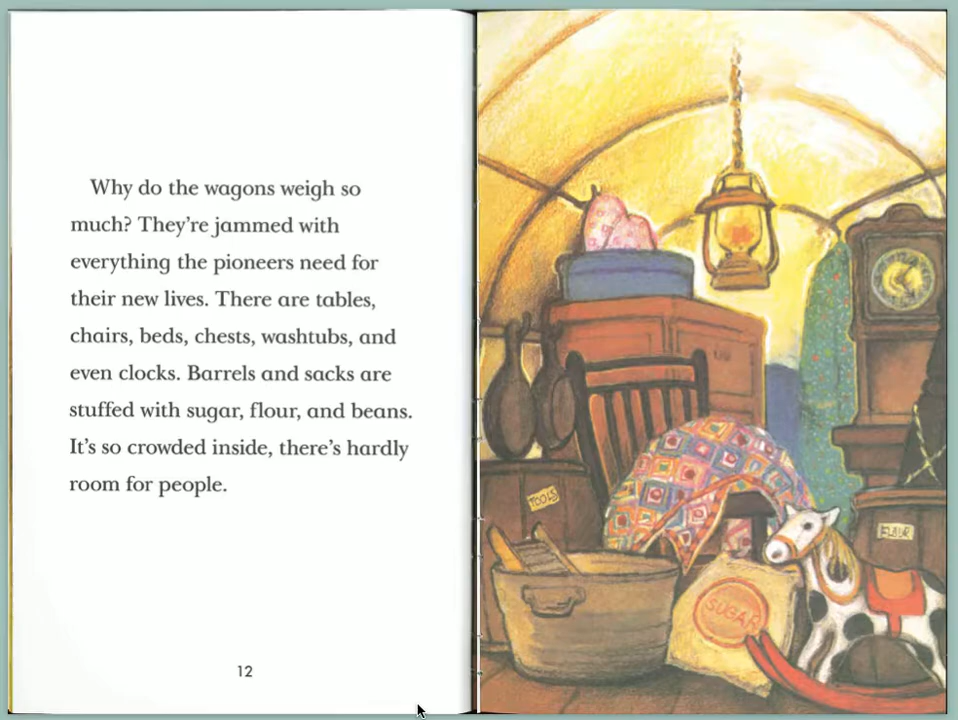 Why do the wagons weigh so
much? They're jammed with
everything the pioneers need for
their new lives. There are tables,
chairs, beds, chests, washtubs, and
even clocks. Barrels and sacks are
stuffed with sugar, flour, and beans.
It's so crowded inside, there's hardly
room for people.
12
TOOLS
FLOUR
SUGAR